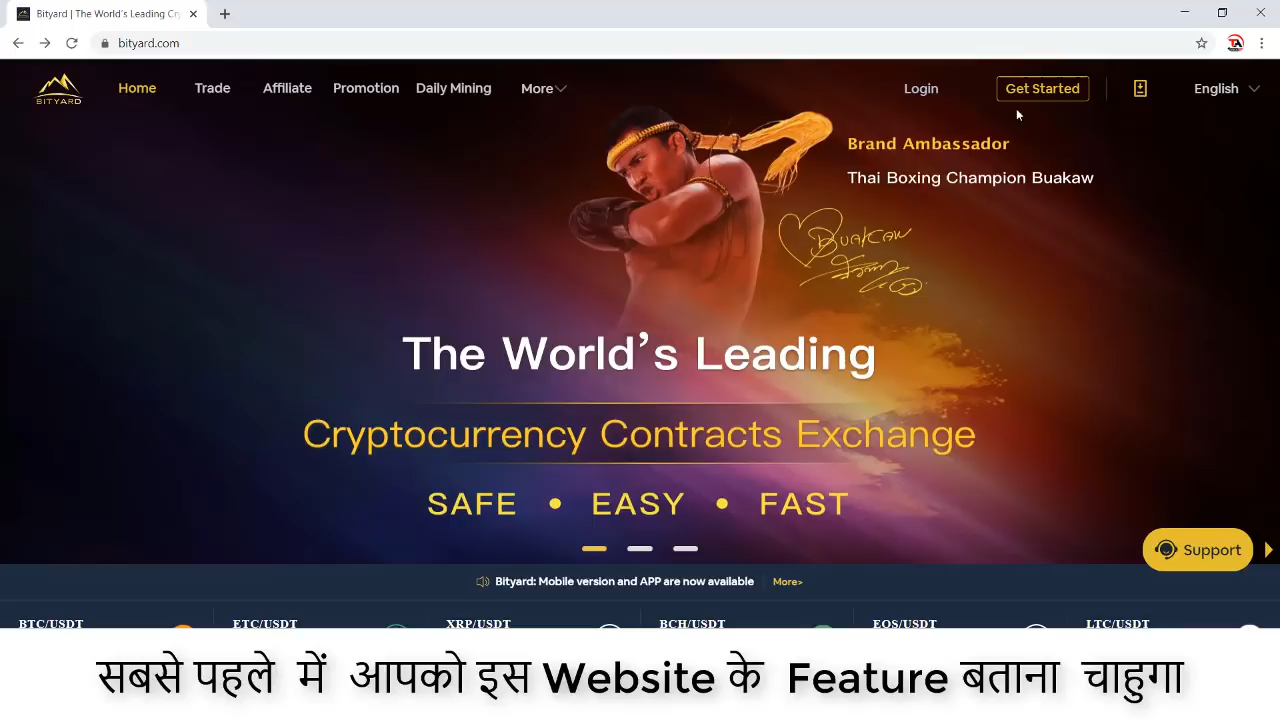 Bityard | The World's Leading Cry
bityard.com
BITYARD
Home
Trade
Affiliate
Promotion
Daily Mining
More
Login
Get Started
English
Brand Ambassador
Thai Boxing Champion Buakaw
BUAKAW
The World's Leading
Cryptocurrency Contracts Exchange
SAFE • EASY • FAST
Support
Bityard: Mobile version and APP are now available
More>
BTC/USDT
ETC/USDT
XRP/USDT
BCH/USDT
EOS/USDT
LTC/USDT
सबसे पहले में आपको इस Website के Feature बताना चाहुगा